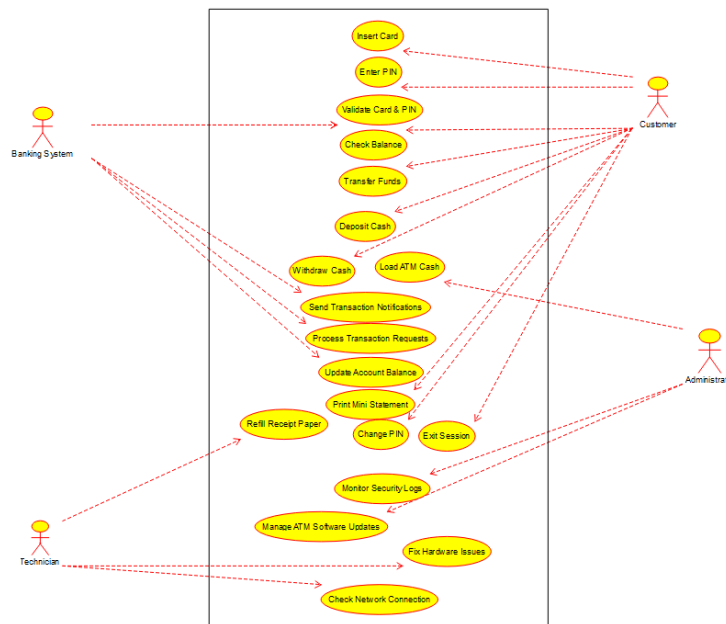 Insert Card
Enter PIN
Validate Card & PIN
Customer
Banking System
Check Balance
Transfer Funds
Deposit Cash
Withdraw Cash
Load ATM Cash
Send Transaction Notifications
Process Transaction Requests
Update Account Balance
Administrat
Print Mini Statement
Refill Receipt Paper
Change PIN
Exit Session
Monitor Security Logs
Manage ATM Software Updates
Fix Hardware Issues
Technician
Check Network Connection